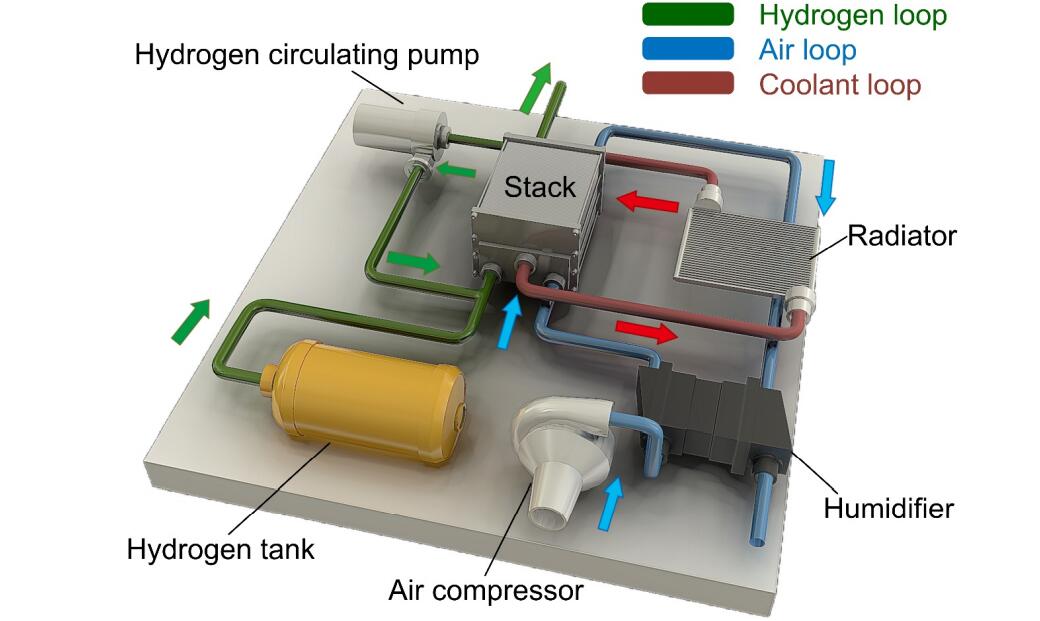 Hydrogen loop
Air loop
Coolant loop
Hydrogen circulating pump
Stack
Radiator
Humidifier
Hydrogen tank
Air compressor